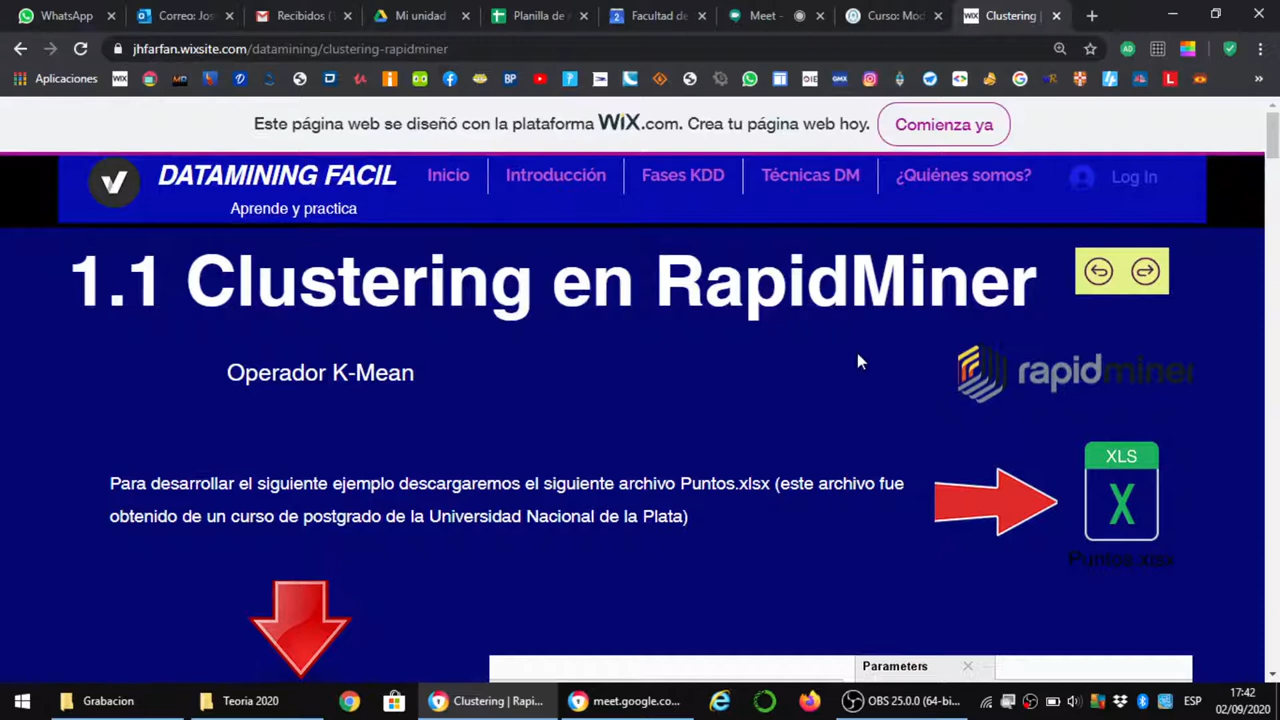 WhatsApp
Correo: Jos
Recibidos (
Mi unidad
Planilla de
Facultad de
Meet -
Curso: Mod
WIX
Clustering |
jhfarfan.wixsite.com/datamining/clustering-rapidminer
Aplicaciones
Este página web se diseñó con la plataforma WiX.com. Crea tu página web hoy.
Comienza ya
DATAMINING FACIL
Aprende y practica
Inicio
Introducción
Fases KDD
Técnicas DM
¿Quiénes somos?
Log In
1.1 Clustering en RapidMiner
Operador K-Mean
rapidminer
Para desarrollar el siguiente ejemplo descargaremos el siguiente archivo Puntos.xlsx (este archivo fue
obtenido de un curso de postgrado de la Universidad Nacional de la Plata)
XLS
X
Puntos.xlsx
Parameters
Grabacion
Teoria 2020
Clustering | Rapi...
meet.google.co...
OBS 25.0.0 (64-bi...
ESP
17:42
02/09/2020